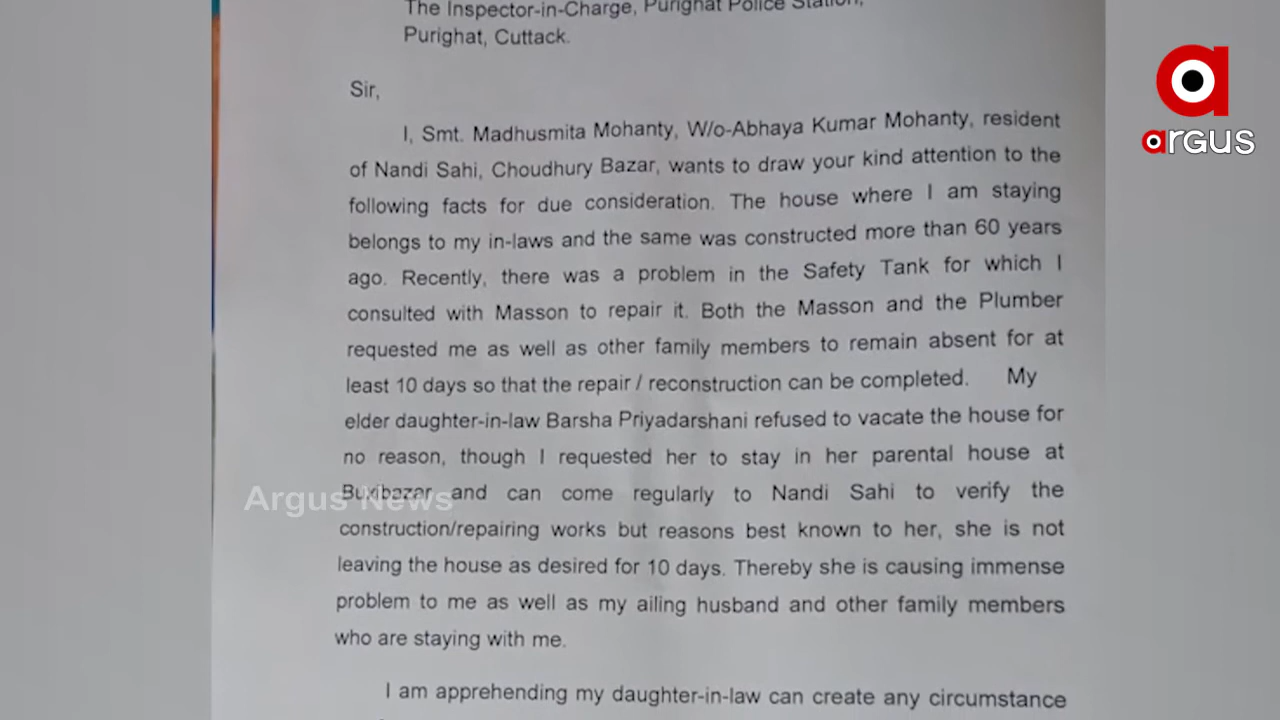 The Inspector-in-Charge, Purighat Police Station,
Purighat, Cuttack.
argus
Sir,
I, Smt. Madhusmita Mohanty, W/o-Abhaya Kumar Mohanty, resident
of Nandi Sahi, Choudhury Bazar, wants to draw your kind attention to the
following facts for due consideration. The house where I am staying
belongs to my in-laws and the same was constructed more than 60 years
ago. Recently, there was a problem in the Safety Tank for which I
consulted with Masson to repair it. Both the Masson and the Plumber
requested me as well as other family members to remain absent for at
least 10 days so that the repair / reconstruction can be completed. My
elder daughter-in-law Barsha Priyadarshani refused to vacate the house for
no reason, though I requested her to stay in her parental house at
Buxibazar and can come regularly to Nandi Sahi to verify the
Argus News
construction/repairing works but reasons best known to her, she is not
leaving the house as desired for 10 days. Thereby she is causing immense
problem to me as well as my ailing husband and other family members
who are staying with me.
I am apprehending my daughter-in-law can create any circumstance